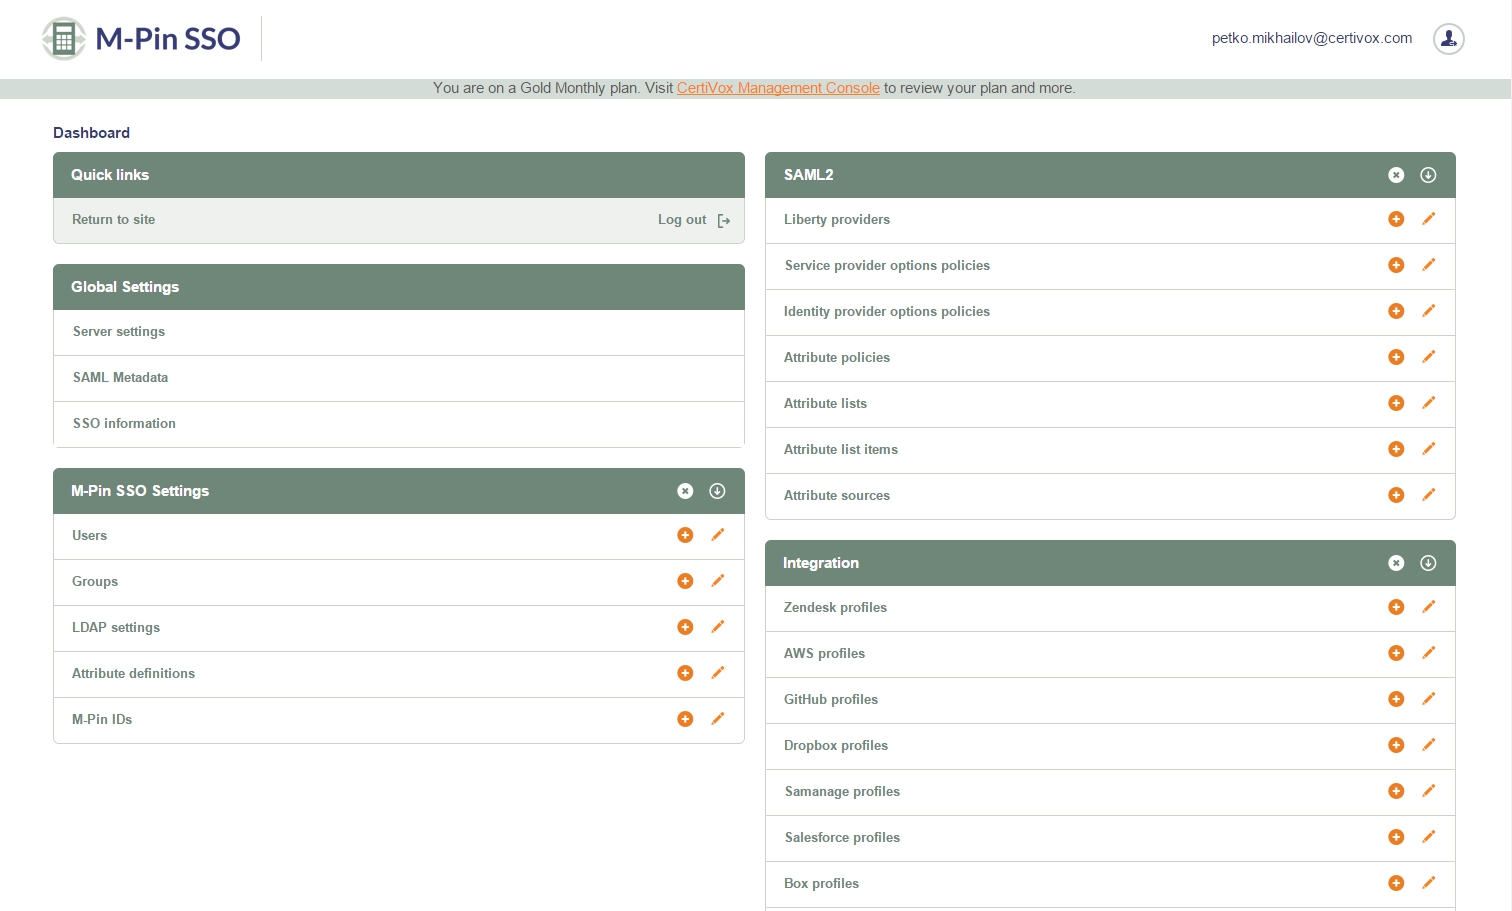 M-Pin SSO
petko.mikhailov@certivox.com
You are on a Gold Monthly plan. Visit CertiVox Management Console to review your plan and more.
Dashboard
Quick links
Return to site
Log out
Global Settings
Server settings
SAML Metadata
SSO information
M-Pin SSO Settings
Users
Groups
LDAP settings
Attribute definitions
M-Pin IDs
SAML2
Liberty providers
Service provider options policies
Identity provider options policies
Attribute policies
Attribute lists
Attribute list items
Attribute sources
Integration
Zendesk profiles
AWS profiles
GitHub profiles
Dropbox profiles
Samanage profiles
Salesforce profiles
Box profiles